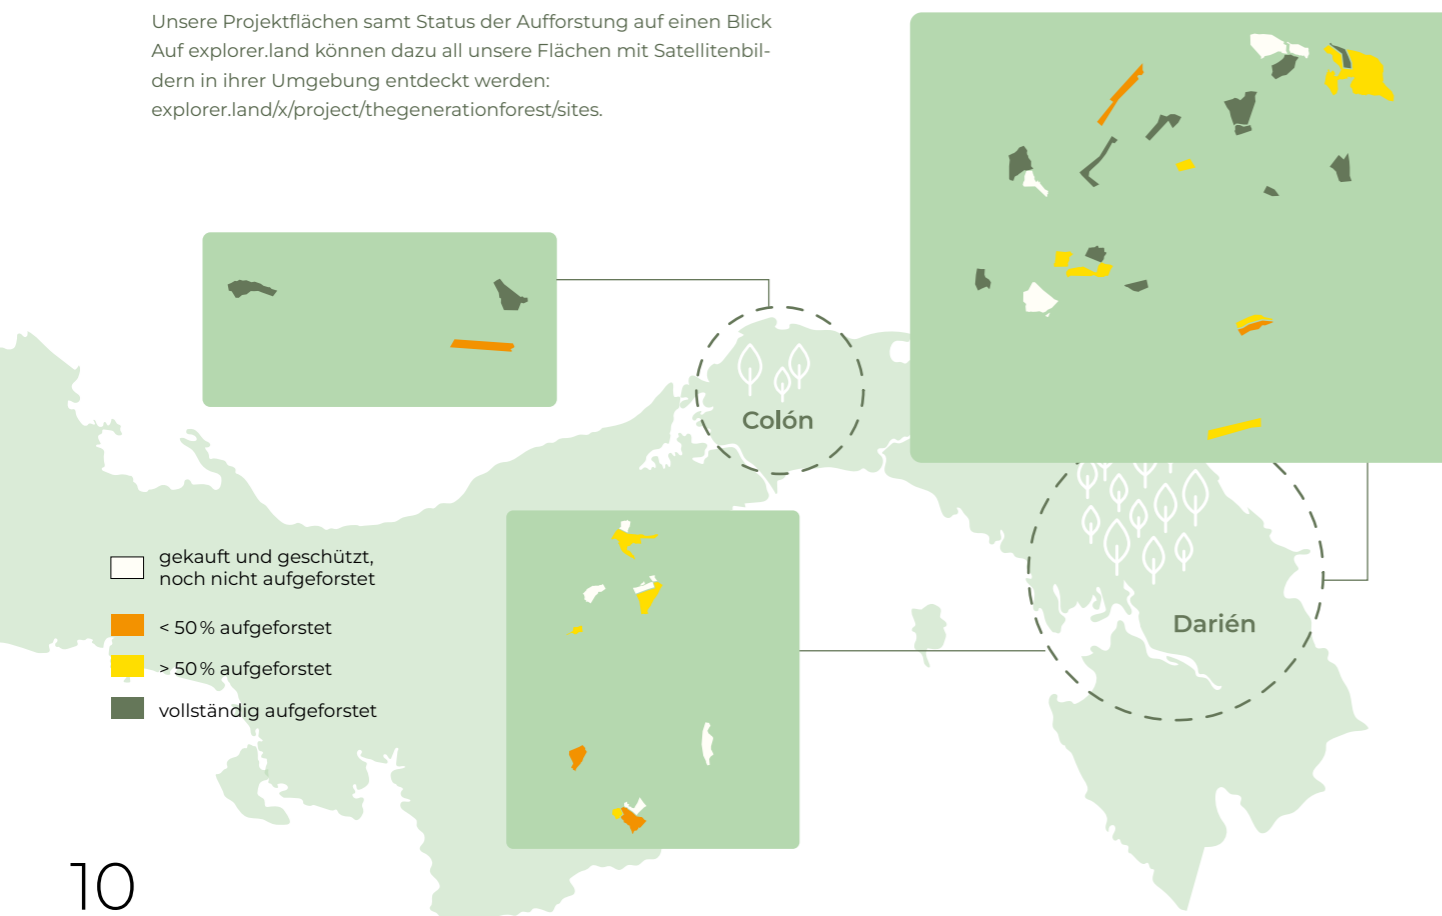 Unsere Projektflächen samt Status der Aufforstung auf einen Blick
Auf explorer.land können dazu all unsere Flächen mit Satellitenbil-
dern in ihrer Umgebung entdeckt werden:
explorer.land/x/project/thegenerationforest/sites.
Colón
gekauft und geschützt,
noch nicht aufgeforstet
< 50 % aufgeforstet
> 50 % aufgeforstet
vollständig aufgeforstet
Darién
10